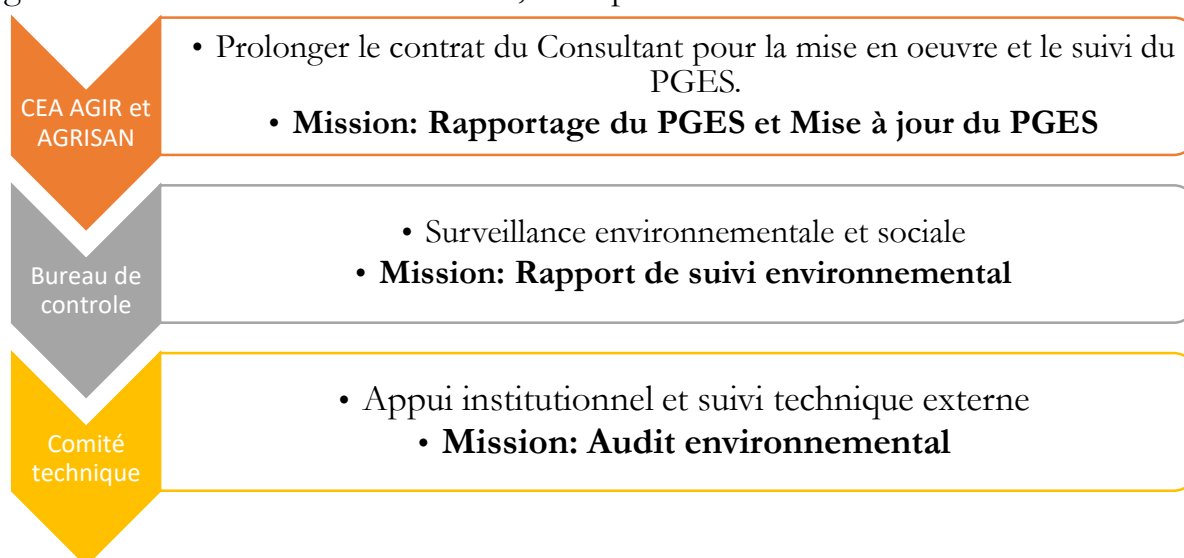 • Prolonger le contrat du Consultant pour la mise en oeuvre et le suivi du
PGES.
• Mission: Rapportage du PGES et Mise à jour du PGES
CEA AGIR et
AGRISAN
• Surveillance environnementale et sociale
• Mission: Rapport de suivi environnemental
Bureau de
controle
• Appui institutionnel et suivi technique externe
• Mission: Audit environnemental
Comité
technique